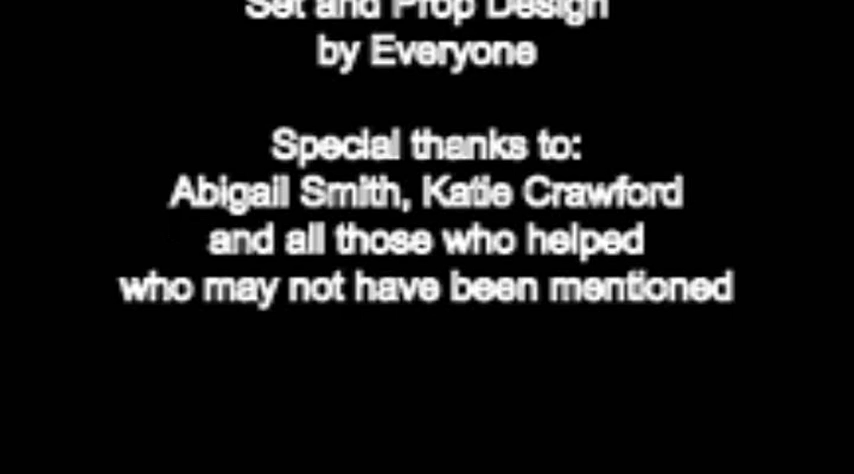 Set and Prop Design
by Everyone
Special thanks to:
Abigail Smith, Katie Crawford
and all those who helped
who may not have been mentioned